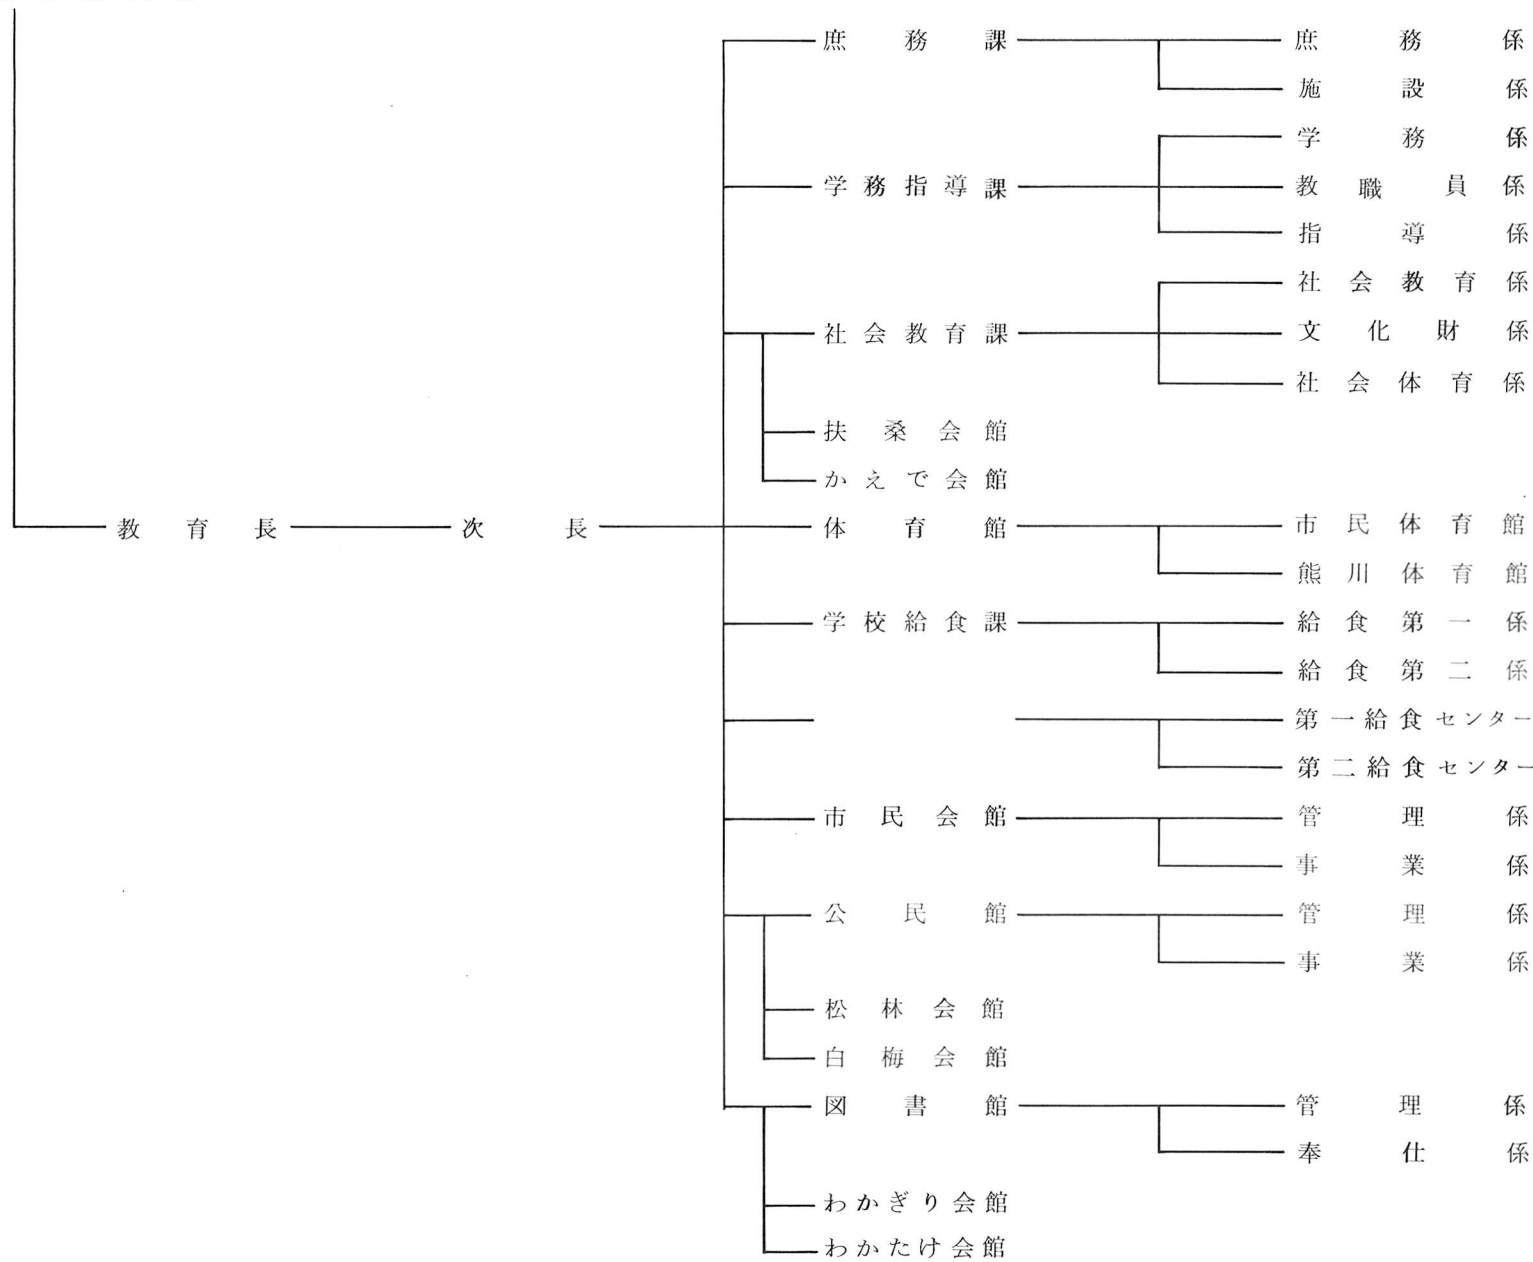 庶務課 庶務係
施設係
学務係
学務指導課 教職員係
指導係
社会教育係
社会教育課 文化財係
社会体育係
扶桑会館
かえで会館
教育長 次長 体育館 市民体育館
熊川体育館
学校給食課 給食第一係
給食第二係
第一給食センター
第二給食センター
市民会館 管理係
事業係
公民館 管理係
事業係
松林会館
白梅会館
図書館 管理係
奉仕係
わかぎり会館
わかたけ会館